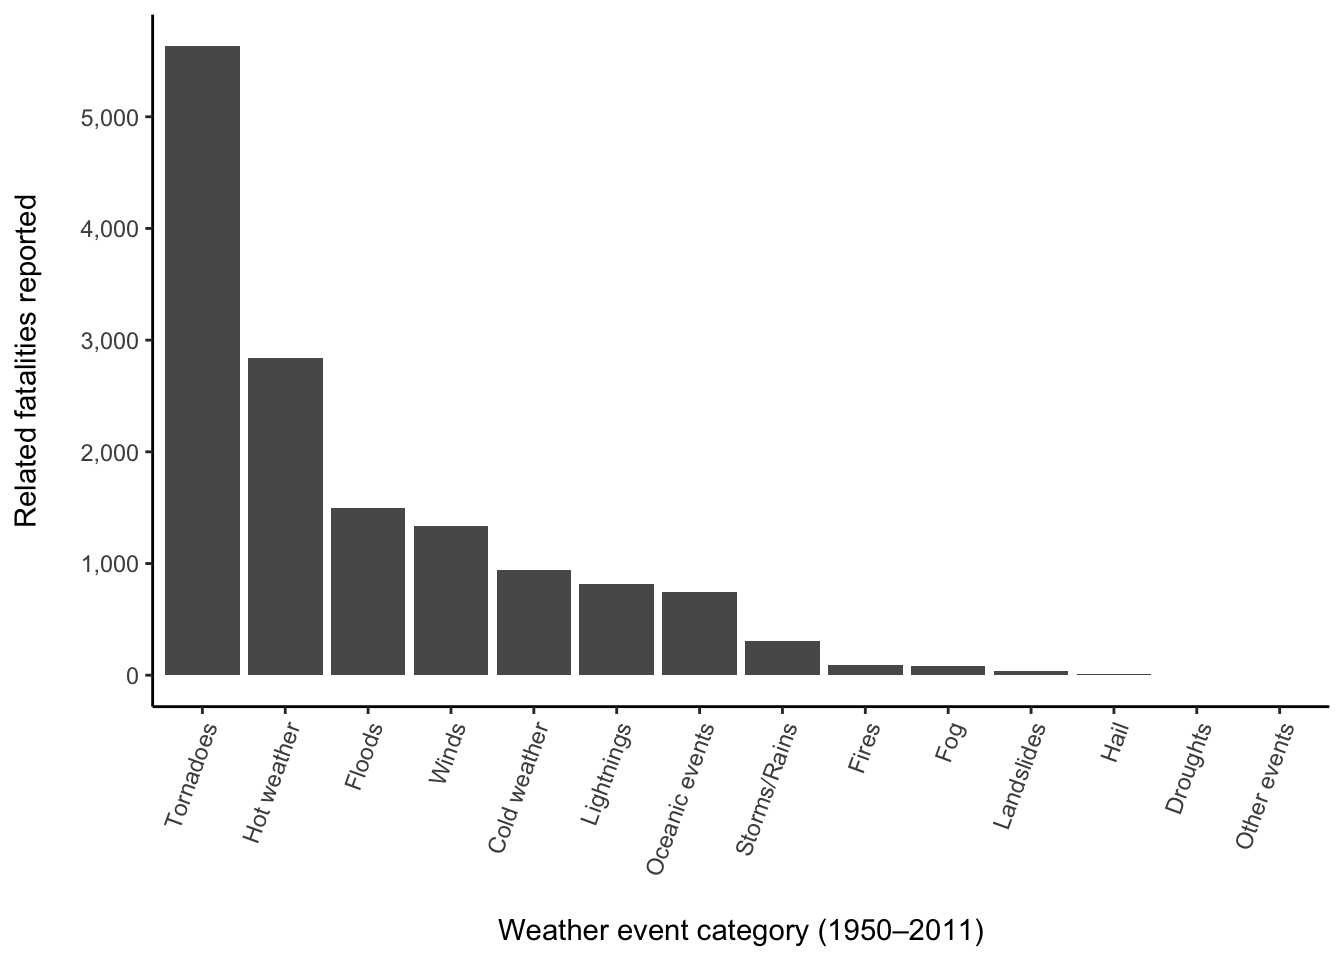 Related fatalities reported
5,000
4,000
3,000
2,000
1,000
0
Tornadoes
Hot weather
Floods
Winds
Cold weather
Lightnings
Oceanic events
Storms/Rains
Fires
Fog
Landslides
Hail
Droughts
Other events
Weather event category (1950–2011)